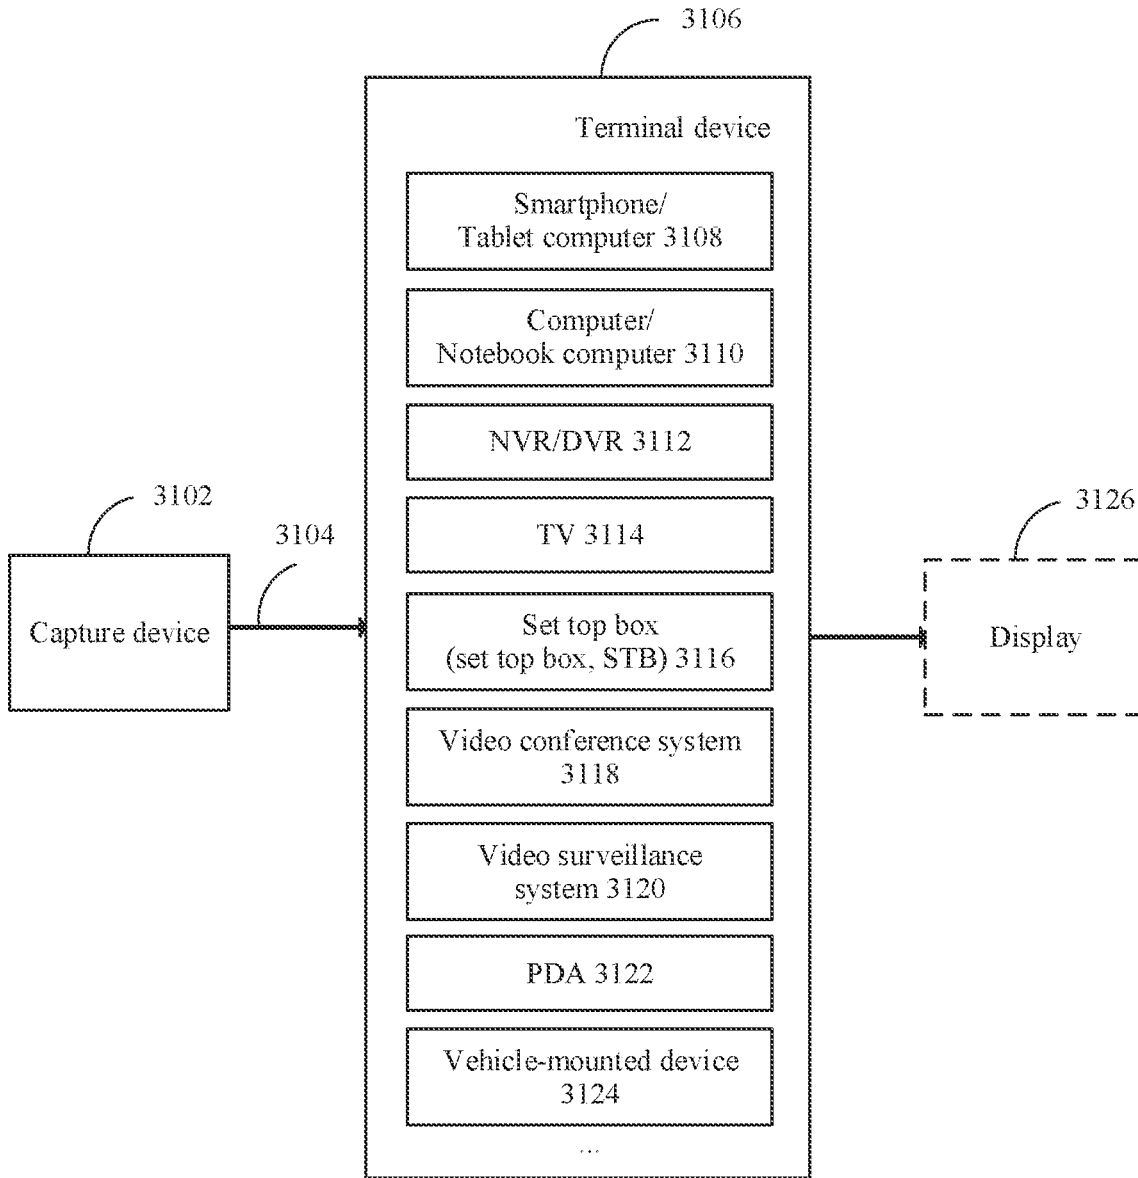 3106
Terminal device
Smartphone/
Tablet computer 3108
Computer/
Notebook computer 3110
NVR/DVR 3112
3102
3126
TV 3114
3104
Capture device
Set top box
(set top box, STB) 3116
Display
Video conference system
3118
Video surveillance
system 3120
PDA 3122
Vehicle-mounted device
3124
...